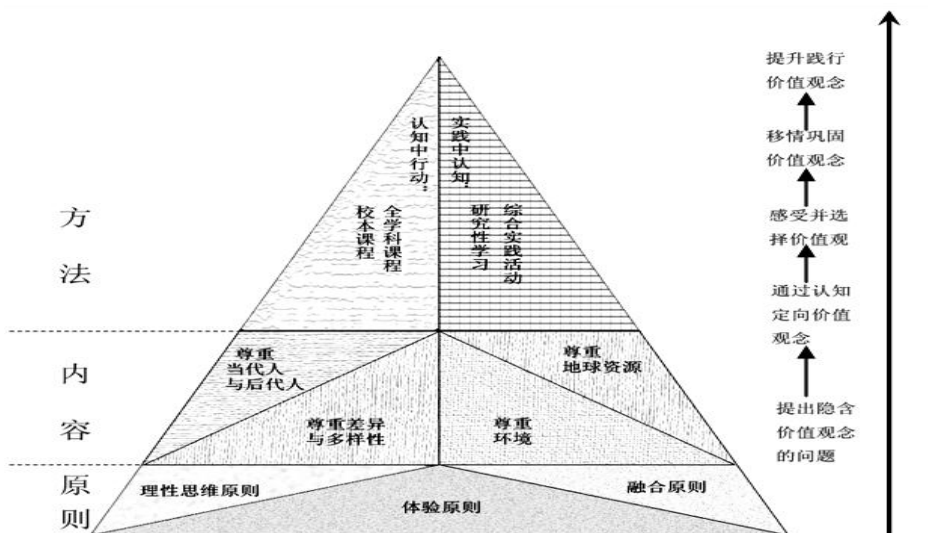 方
法
认知中行动：
校本课程
全学科课程
实践中认知：
研究性学习
综合实践活动
内
容
尊重
当代人
与后代人
尊重差异
与多样性
尊重
环境
尊重
地球资源
原
则
理性思维原则
体验原则
融合原则
提升践行
价值观念
移情巩固
价值观念
感受并选
择价值观
通过认知
定向价值
观念
提出隐含
价值观念
的问题